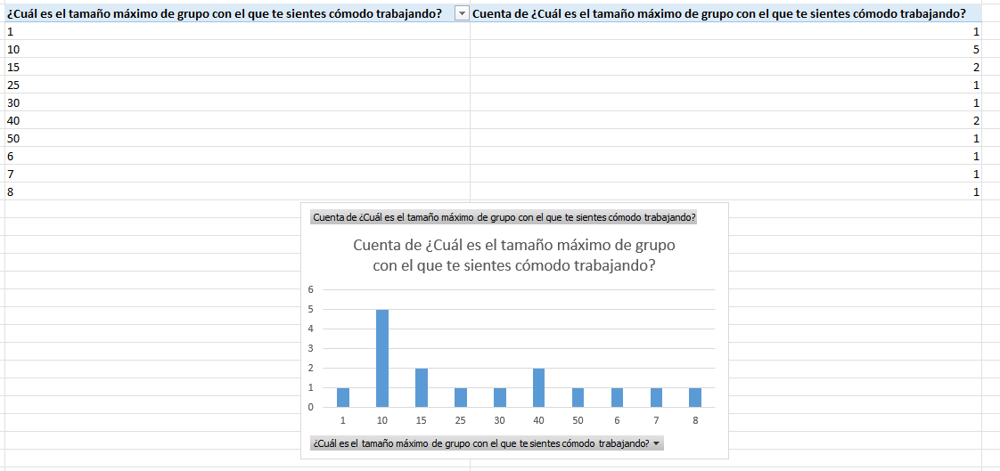 ¿Cuál es el tamaño máximo de grupo con el que te sientes cómodo trabajando? Cuenta de ¿Cuál es el tamaño máximo de grupo con el que te sientes cómodo trabajando?
1 1
10 5
15 2
25 1
30 1
40 2
50 1
6 1
7 1
8 1
Cuenta de ¿Cuál es el tamaño máximo de grupo con el que te sientes cómodo trabajando?
Cuenta de ¿Cuál es el tamaño máximo de grupo
con el que te sientes cómodo trabajando?
6
5
4
3
2
1
0
1 10 15 25 30 40 50 6 7 8
¿Cuál es el tamaño máximo de grupo con el que te sientes cómodo trabajando?